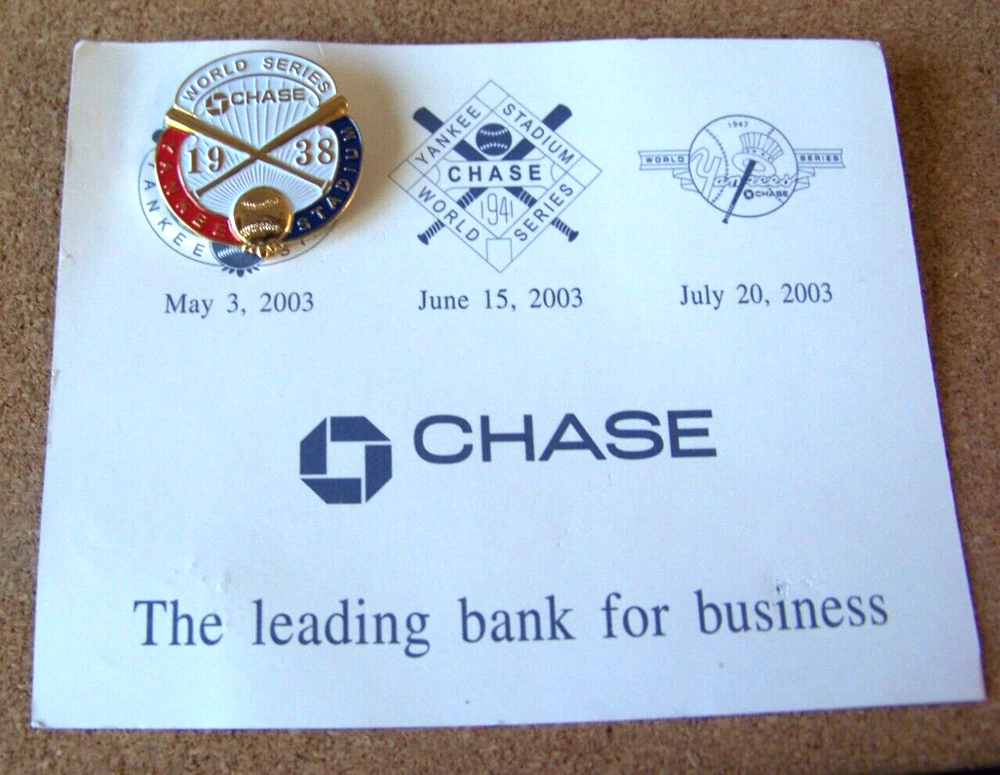 WORLD SERIES
CHASE
19 38
YANKEE STADIUM
YANKEE
YANKEE STADIUM
CHASE
WORLD 1941 SERIES
1947
WORLD SERIES
Yankees
CHASE
May 3, 2003 June 15, 2003 July 20, 2003
CHASE
The leading bank for business